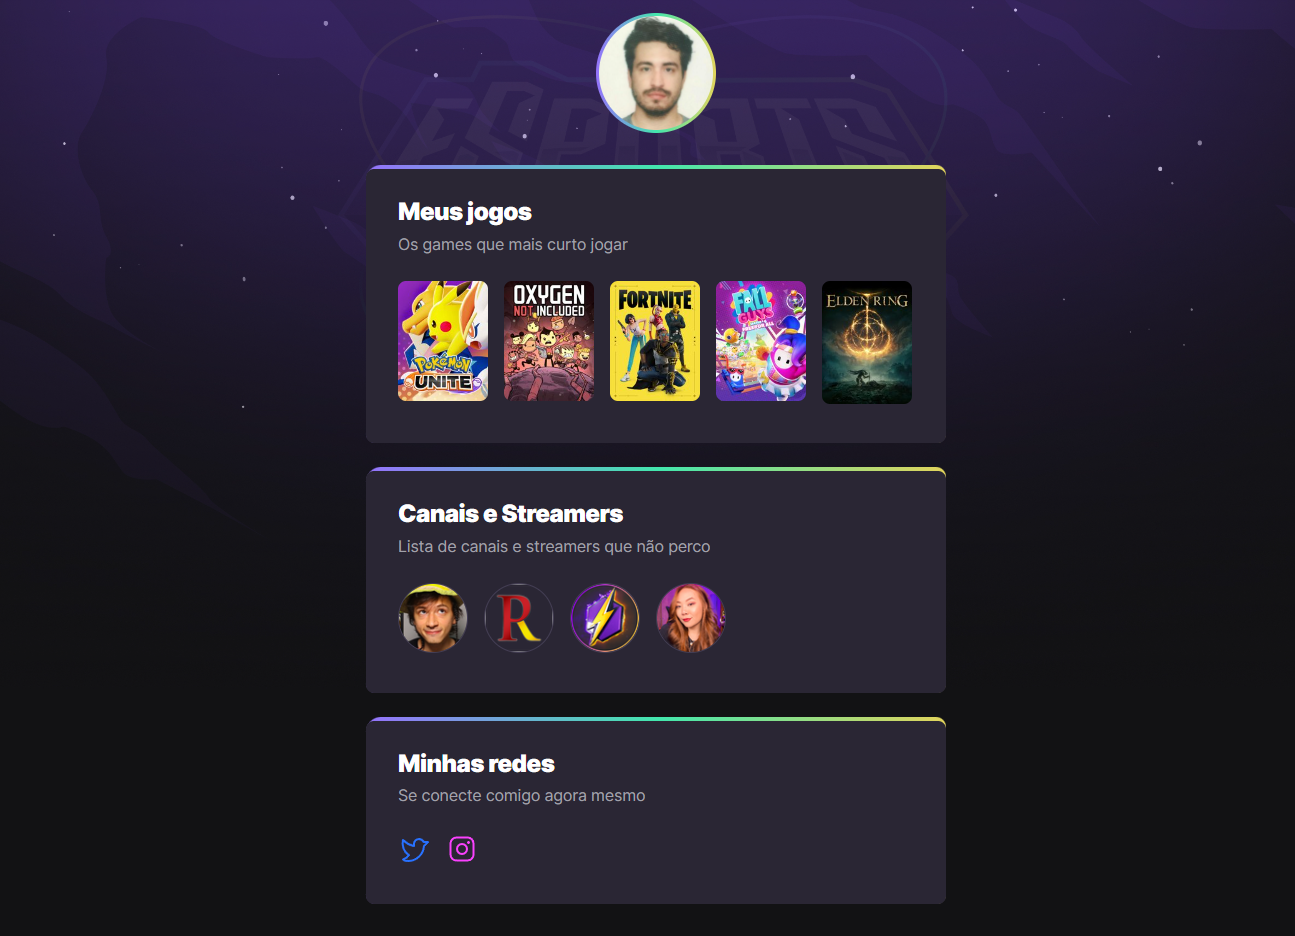 ESPORTS
Meus jogos
Os games que mais curto jogar
POKÉMON
UNITE
OXYGEN
NOT INCLUDED
FORTNITE
FALL
GUYS
ELDEN RING
Canais e Streamers
Lista de canais e streamers que não perco
R
Minhas redes
Se conecte comigo agora mesmo